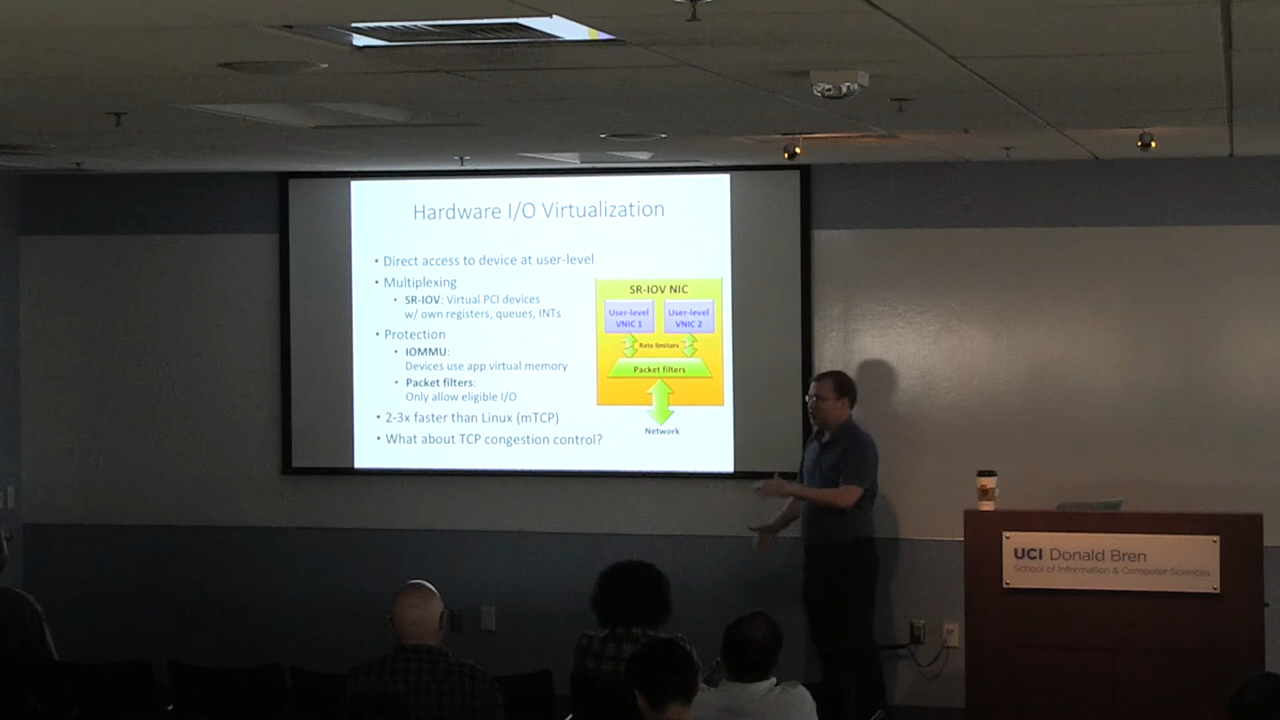 Hardware I/O Virtualization
• Direct access to device at user-level
• Multiplexing
• SR-IOV: Virtual PCI devices
w/ own registers, queues, INTs
• Protection
• IOMMU:
Devices use app virtual memory
• Packet filters:
Only allow eligible I/O
• 2-3x faster than Linux (mTCP)
• What about TCP congestion control?
SR-IOV NIC
User-level
VNIC 1
User-level
VNIC 2
Rate limiters
Packet filters
Network
UCI Donald Bren
School of Information & Computer Sciences